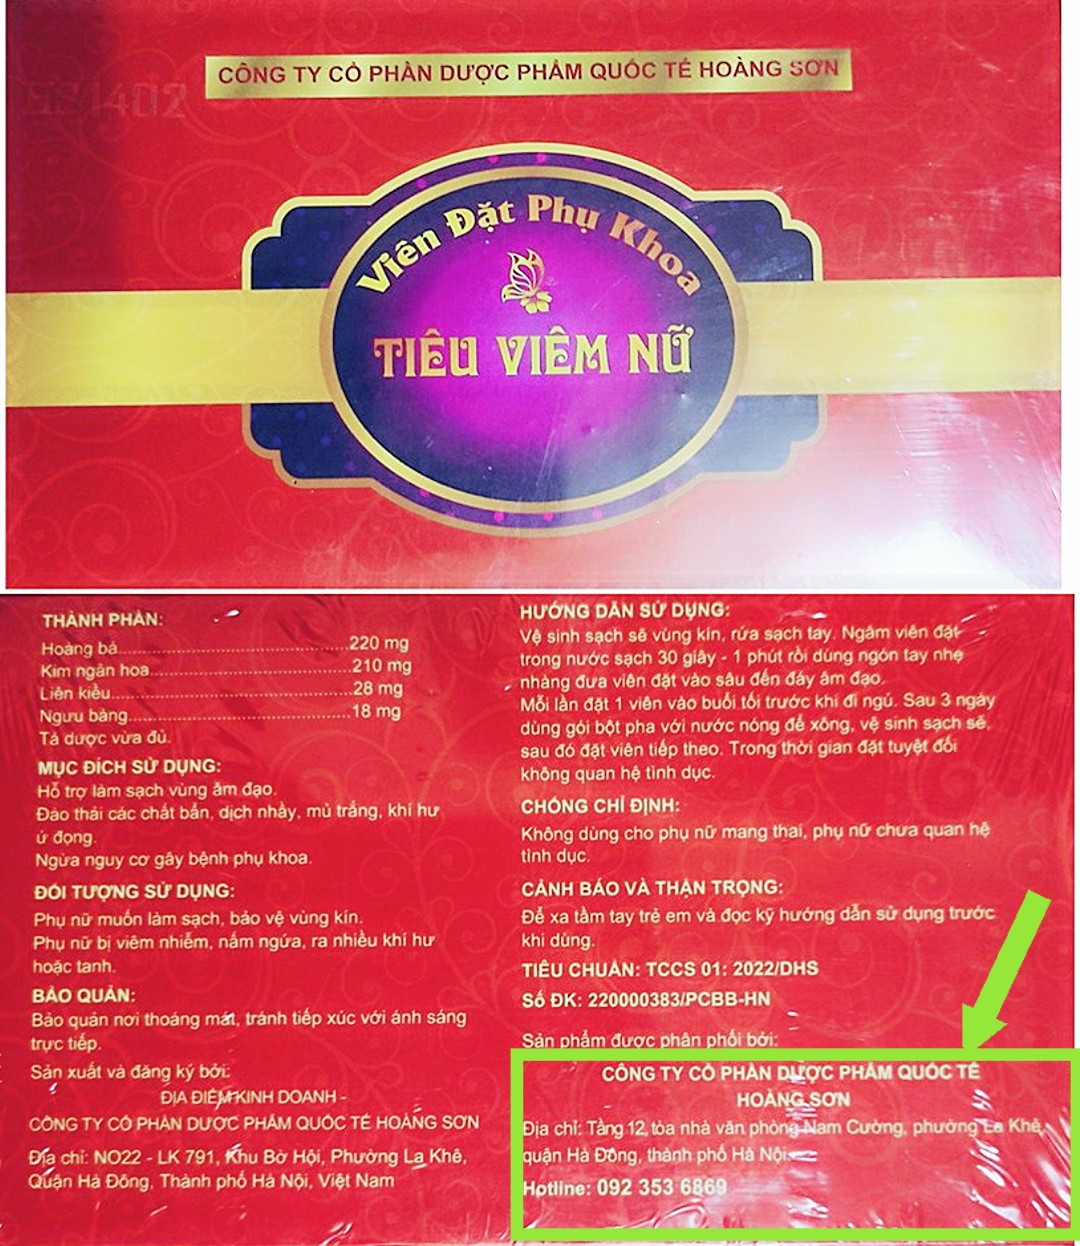 CÔNG TY CỔ PHẦN DƯỢC PHẨM QUỐC TẾ HOÀNG SƠN
Viên Đặt Phụ Khoa
TIÊU VIÊM NỮ
THÀNH PHẦN:
Hoàng bá........................................220 mg
Kim ngân hoa...................................210 mg
Liên kiều..........................................28 mg
Ngưu bàng.......................................18 mg
Tá dược vừa đủ.
MỤC ĐÍCH SỬ DỤNG:
Hỗ trợ làm sạch vùng âm đạo.
Đào thải các chất bẩn, dịch nhầy, mủ trắng, khí hư
ứ đọng.
Ngừa nguy cơ gây bệnh phụ khoa.
ĐỐI TƯỢNG SỬ DỤNG:
Phụ nữ muốn làm sạch, bảo vệ vùng kín.
Phụ nữ bị viêm nhiễm, nấm ngứa, ra nhiều khí hư
hoặc tanh.
BẢO QUẢN:
Bảo quản nơi thoáng mát, tránh tiếp xúc với ánh sáng
trực tiếp.
Sản xuất và đăng ký bởi:
ĐỊA ĐIỂM KINH DOANH -
CÔNG TY CỔ PHẦN DƯỢC PHẨM QUỐC TẾ HOÀNG SƠN
Địa chỉ: NO22 - LK 791, Khu Bờ Hội, Phường La Khê,
Quận Hà Đông, Thành phố Hà Nội, Việt Nam
HƯỚNG DẪN SỬ DỤNG:
Vệ sinh sạch sẽ vùng kín, rửa sạch tay. Ngâm viên đặt
trong nước sạch 30 giây - 1 phút rồi dùng ngón tay nhẹ
nhàng đưa viên đặt vào sâu đến đáy âm đạo.
Mỗi lần đặt 1 viên vào buổi tối trước khi đi ngủ. Sau 3 ngày
dùng gói bột pha với nước nóng để xông, vệ sinh sạch sẽ,
sau đó đặt viên tiếp theo. Trong thời gian đặt tuyệt đối
không quan hệ tình dục.
CHỐNG CHỈ ĐỊNH:
Không dùng cho phụ nữ mang thai, phụ nữ chưa quan hệ
tình dục.
CẢNH BÁO VÀ THẬN TRỌNG:
Để xa tầm tay trẻ em và đọc kỹ hướng dẫn sử dụng trước
khi dùng.
TIÊU CHUẨN: TCCS 01: 2022/DHS
Số ĐK: 220000383/PCBB-HN
Sản phẩm được phân phối bởi:
CÔNG TY CỔ PHẦN DƯỢC PHẨM QUỐC TẾ
HOÀNG SƠN
Địa chỉ: Tầng 12, tòa nhà văn phòng Nam Cường, phường La Khê,
quận Hà Đông, thành phố Hà Nội.
Hotline: 092 353 6869